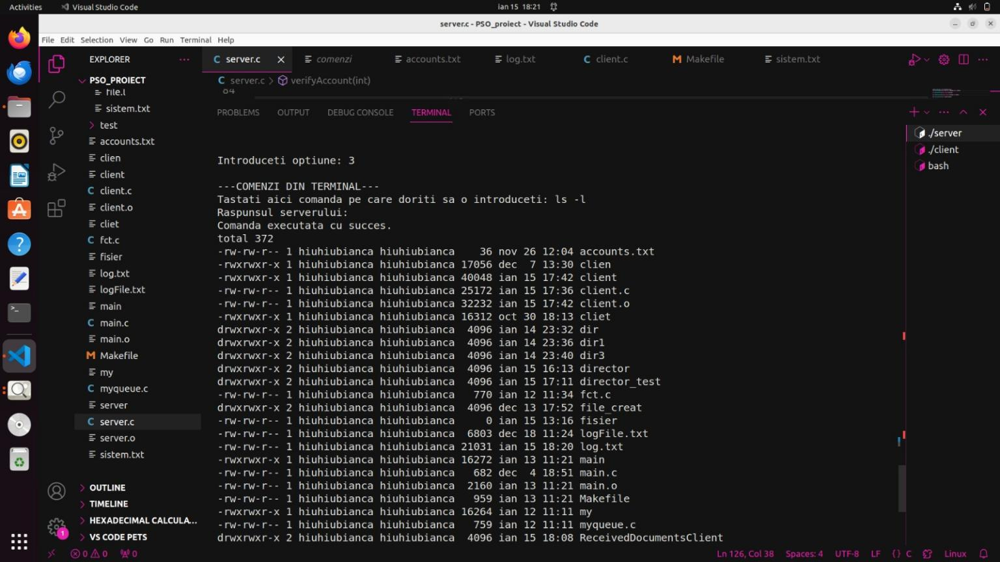 Activities Visual Studio Code ian 15 18:21
server.c - PSO_proiect - Visual Studio Code
File Edit Selection View Go Run Terminal Help
EXPLORER
server.c comenzi accounts.txt log.txt client.c Makefile sistem.txt
PSO_PROIECT
server.c > verifyAccount(int)
84
file.l
sistem.txt
test
accounts.txt
clien
client
client.c
client.o
cliet
fct.c
fisier
log.txt
logFile.txt
main
main.c
main.o
Makefile
my
myqueue.c
server
server.c
server.o
sistem.txt
OUTLINE
TIMELINE
HEXADECIMAL CALCULA...
VS CODE PETS
1
PROBLEMS OUTPUT DEBUG CONSOLE TERMINAL PORTS
Introduceti optiune: 3
---COMENZI DIN TERMINAL---
Tastati aici comanda pe care doriti sa o introduceti: ls -l
Raspunsul serverului:
Comanda executata cu succes.
total 372
-rw-rw-r-- 1 hiuhiubianca hiuhiubianca    36 nov 26 12:04 accounts.txt
-rwxrwxr-x 1 hiuhiubianca hiuhiubianca 17056 dec  7 13:30 clien
-rwxrwxr-x 1 hiuhiubianca hiuhiubianca 40048 ian 15 17:42 client
-rw-rw-r-- 1 hiuhiubianca hiuhiubianca 25172 ian 15 17:36 client.c
-rw-rw-r-- 1 hiuhiubianca hiuhiubianca 32232 ian 15 17:42 client.o
-rwxrwxr-x 1 hiuhiubianca hiuhiubianca 16312 oct 30 18:13 cliet
drwxrwxr-x 2 hiuhiubianca hiuhiubianca  4096 ian 14 23:32 dir
drwxrwxr-x 2 hiuhiubianca hiuhiubianca  4096 ian 14 23:36 dir1
drwxrwxr-x 2 hiuhiubianca hiuhiubianca  4096 ian 14 23:40 dir3
drwxrwxr-x 2 hiuhiubianca hiuhiubianca  4096 ian 15 16:13 director
drwxrwxr-x 2 hiuhiubianca hiuhiubianca  4096 ian 15 17:11 director_test
-rw-rw-r-- 1 hiuhiubianca hiuhiubianca   770 ian 12 11:34 fct.c
drwxrwxr-x 2 hiuhiubianca hiuhiubianca  4096 dec 13 17:52 file_creat
-rw-rw-r-- 1 hiuhiubianca hiuhiubianca     0 ian 15 13:16 fisier
-rw-rw-r-- 1 hiuhiubianca hiuhiubianca  6803 dec 18 11:24 logFile.txt
-rw-rw-r-- 1 hiuhiubianca hiuhiubianca 21031 ian 15 18:20 log.txt
-rwxrwxr-x 1 hiuhiubianca hiuhiubianca 16272 ian 13 11:21 main
-rw-rw-r-- 1 hiuhiubianca hiuhiubianca   682 dec  4 18:51 main.c
-rw-rw-r-- 1 hiuhiubianca hiuhiubianca  2160 ian 13 11:21 main.o
-rw-rw-r-- 1 hiuhiubianca hiuhiubianca   959 ian 13 11:21 Makefile
-rwxrwxr-x 1 hiuhiubianca hiuhiubianca 16264 ian 12 11:11 my
-rw-rw-r-- 1 hiuhiubianca hiuhiubianca   759 ian 12 11:11 myqueue.c
drwxrwxr-x 2 hiuhiubianca hiuhiubianca  4096 ian 15 18:08 ReceivedDocumentsClient
./server
./client
bash
0 0 0 Ln 126, Col 38 Spaces: 4 UTF-8 LF {} C Linux